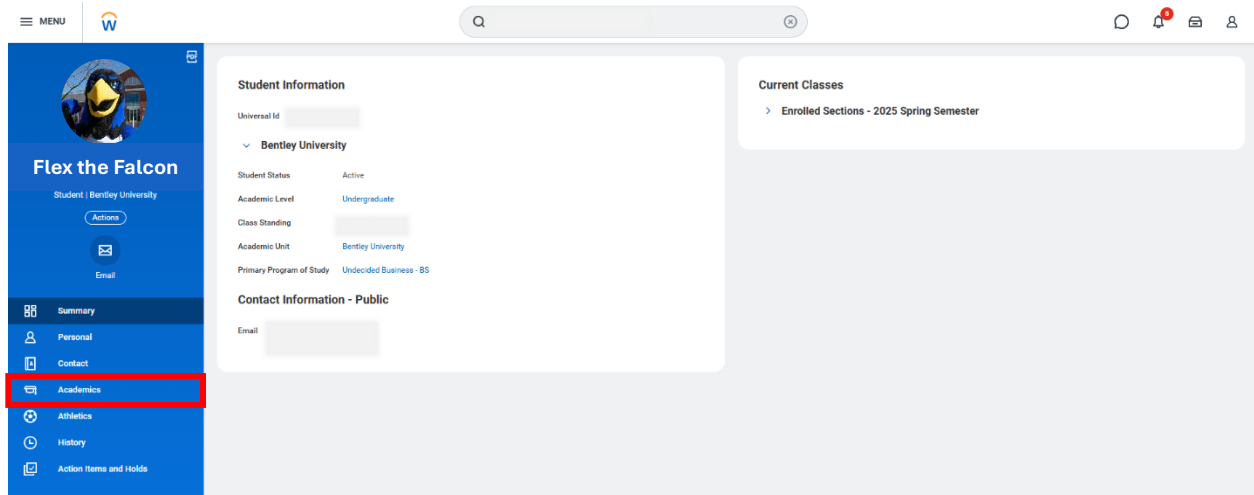 MENU
8
PDF
Flex the Falcon
Student | Bentley University
Actions
Email
Summary
Personal
Contact
Academics
Athletics
History
Action Items and Holds
Student Information
Universal Id
Bentley University
Student Status Active
Academic Level Undergraduate
Class Standing
Academic Unit Bentley University
Primary Program of Study Undecided Business - BS
Contact Information - Public
Email
Current Classes
Enrolled Sections - 2025 Spring Semester